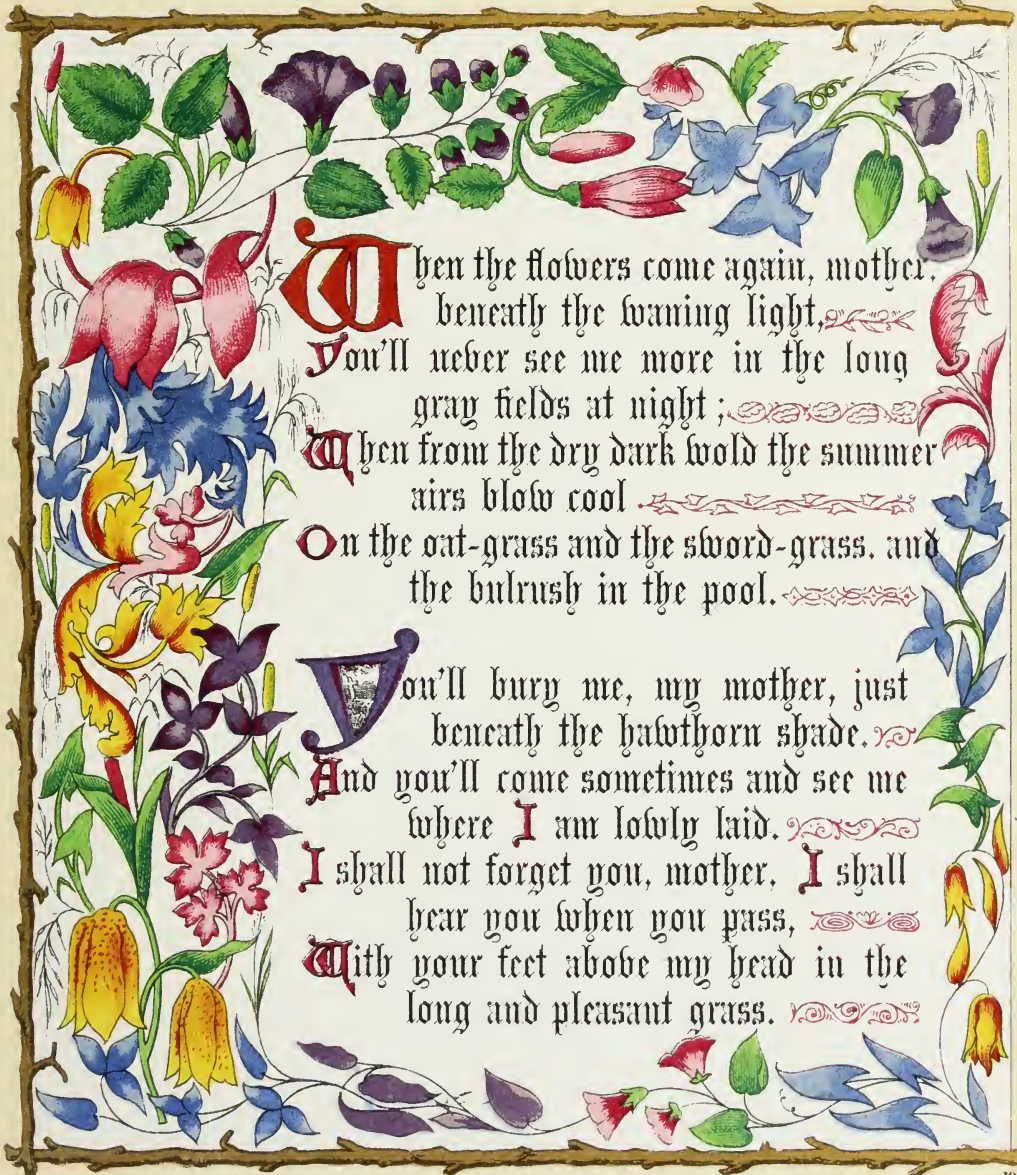 When the flowers come again, mother,
beneath the waning light,
You'll never see me more in the long
gray fields at night;
When from the dry dark wold the summer
airs blow cool
On the oat-grass and the sword-grass, and
the bulrush in the pool.
You'll bury me, my mother, just
beneath the hawthorn shade.
And you'll come sometimes and see me
where I am lowly laid.
I shall not forget you, mother, I shall
hear you when you pass,
With your feet above my head in the
long and pleasant grass.